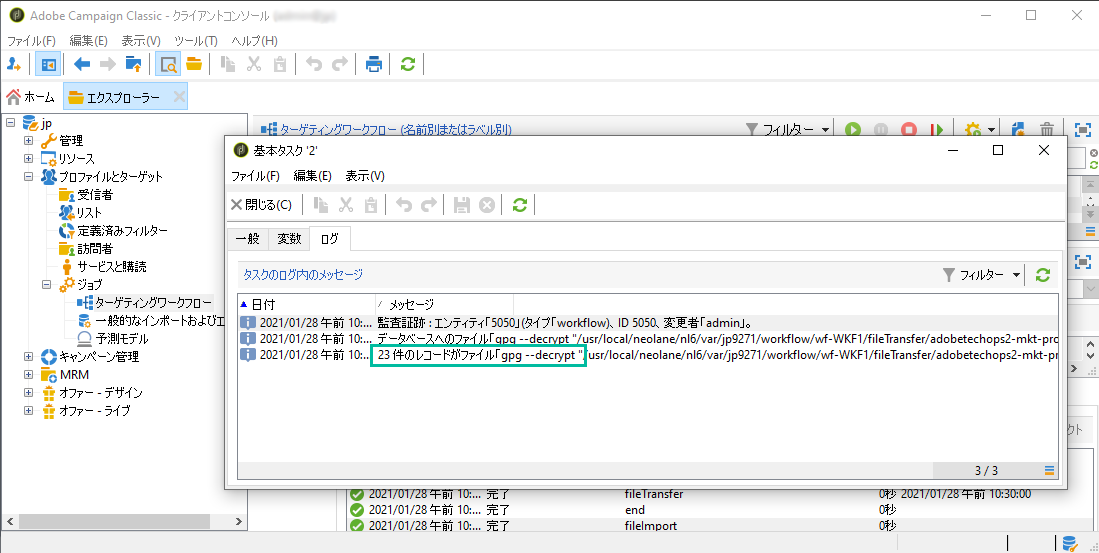 Adobe Campaign Classic - クライアントコンソール
ファイル(F) 編集(E) 表示(V) ツール(T) ヘルプ(H)
ホーム エクスプローラー
jp
管理
リソース
プロファイルとターゲット
受信者
リスト
定義済みフィルター
訪問者
サービスと購読
ジョブ
ターゲティングワークフロー
一般的なインポートおよびエ
予測モデル
キャンペーン管理
MRM
オファー - デザイン
オファー - ライブ
ターゲティングワークフロー (名前別またはラベル別) フィルター
基本タスク '2'
ファイル(F) 編集(E) 表示(V)
閉じる(C)
一般 変数 ログ
タスクのログ内のメッセージ フィルター
日付 メッセージ
2021/01/28 午前 10:... 監査証跡 : エンティティ「5050」(タイプ「workflow)、ID 5050、変更者「admin」。
2021/01/28 午前 10:... データベースへのファイル「gpg --decrypt "/usr/local/neolane/nl6/var/jp9271/workflow/wf-WKF1/fileTransfer/adobetechops2-mkt-pro
2021/01/28 午前 10:... 23 件のレコードがファイル「gpg --decrypt "/usr/local/neolane/nl6/var/jp9271/workflow/wf-WKF1/fileTransfer/adobetechops2-mkt-pro
3 / 3
クト
2021/01/28 午前 10:... 完了 fileTransfer 0秒 2021/01/28 午前 10:30:00
2021/01/28 午前 10:... 完了 end 0秒
2021/01/28 午前 10:... 完了 fileImport 0秒